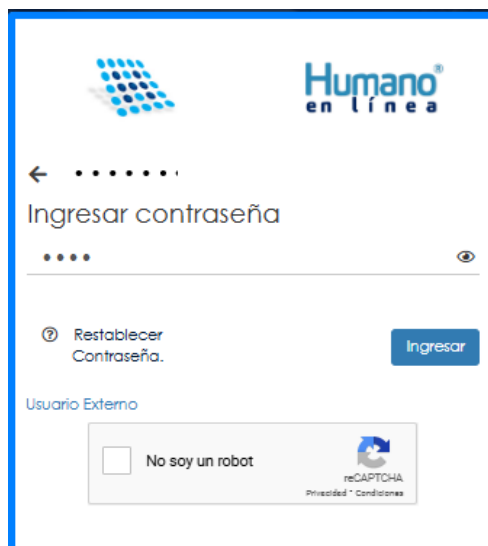 Humano®
en línea
Ingresar contraseña
Restablecer
Contraseña.
Ingresar
Usuario Externo
No soy un robot
reCAPTCHA
Privacidad * Condiciones